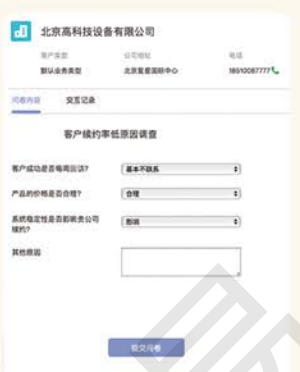 北京高科技设备有限公司
客户类型 公司地址 电话
默认业务类型 北京复星国际中心 18510087777
问卷内容 交互记录
客户续约率低原因调查
客户成功是否每周回访? 基本不联系
产品的价格是否合理? 合理
系统稳定性是否影响贵公司 影响
续约?
其他原因
提交问卷